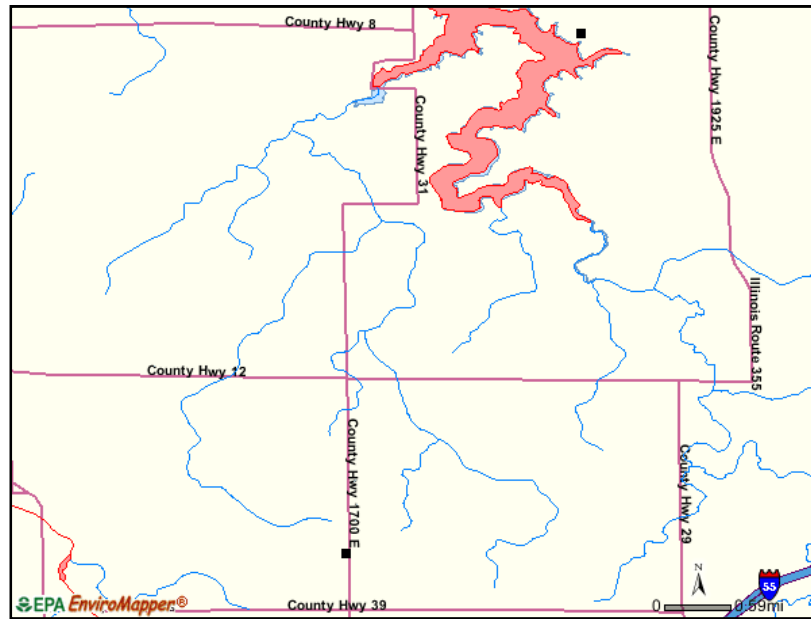 County Hwy 8
County Hwy 1925 E
County Hwy 31
Illinois Route 355
County Hwy 12
County Hwy 1700 E
County Hwy 29
N
55
0 0.59mi
EPA EnviroMapper®
County Hwy 39